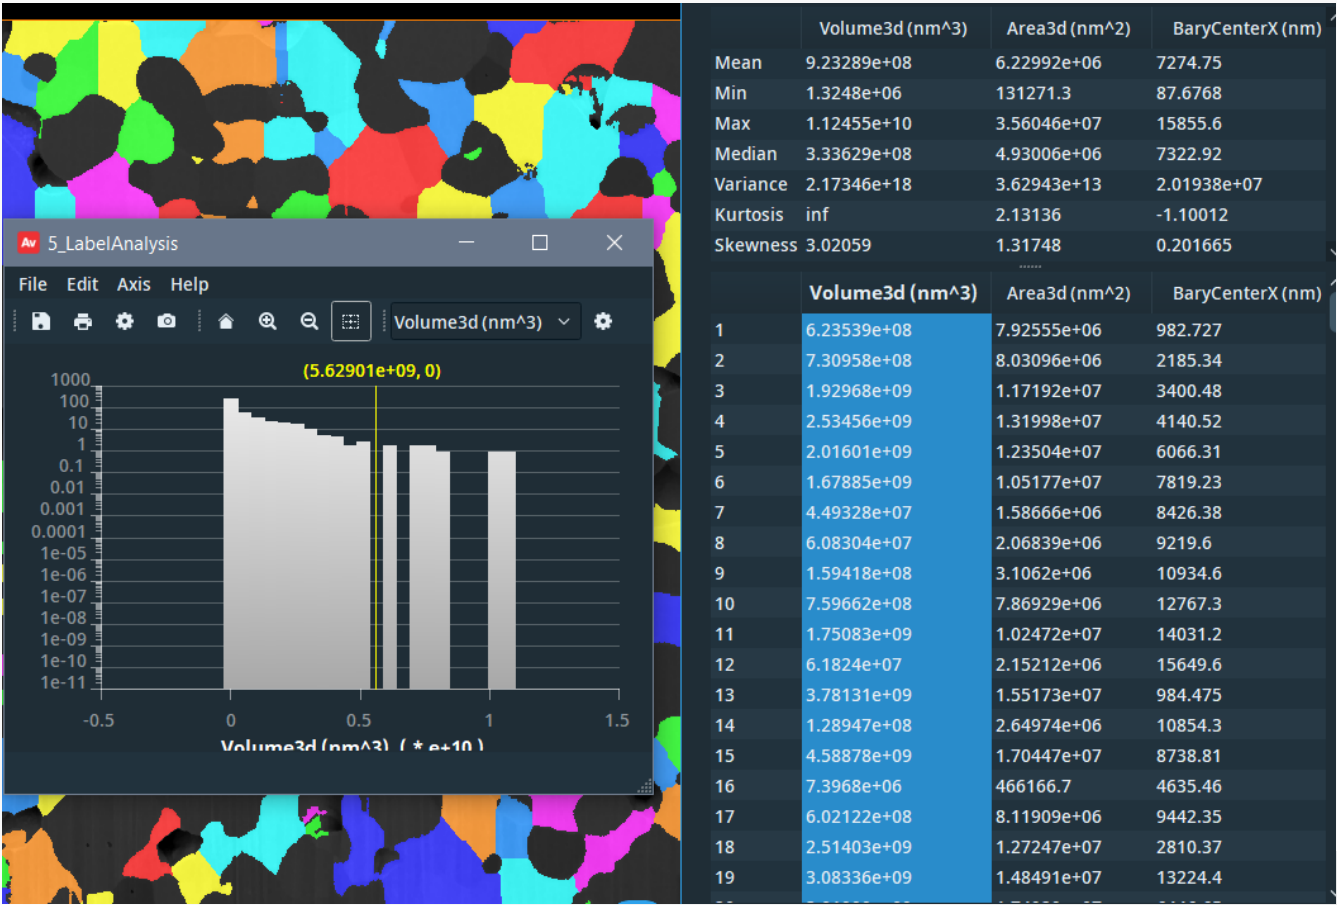 Volume3d (nm^3) Area3d (nm^2) BaryCenterX (nm)
Mean 9.23289e+08 6.22992e+06 7274.75
Min 1.3248e+06 131271.3 87.6768
Max 1.12455e+10 3.56046e+07 15855.6
Median 3.33629e+08 4.93006e+06 7322.92
Variance 2.17346e+18 3.62943e+13 2.01938e+07
Kurtosis inf 2.13136 -1.10012
Skewness 3.02059 1.31748 0.201665
Av 5_LabelAnalysis
File Edit Axis Help
Volume3d (nm^3)
(5.62901e+09, 0)
1000
100
10
1
0.1
0.01
0.001
0.0001
1e-05
1e-06
1e-07
1e-08
1e-09
1e-10
1e-11
-0.5 0 0.5 1 1.5
Volume3d (nm^3) ( * e+10 )
Volume3d (nm^3) Area3d (nm^2) BaryCenterX (nm)
1 6.23539e+08 7.92555e+06 982.727
2 7.30958e+08 8.03096e+06 2185.34
3 1.92968e+09 1.17192e+07 3400.48
4 2.53456e+09 1.31998e+07 4140.52
5 2.01601e+09 1.23504e+07 6066.31
6 1.67885e+09 1.05177e+07 7819.23
7 4.49328e+07 1.58666e+06 8426.38
8 6.08304e+07 2.06839e+06 9219.6
9 1.59418e+08 3.1062e+06 10934.6
10 7.59662e+08 7.86929e+06 12767.3
11 1.75083e+09 1.02472e+07 14031.2
12 6.1824e+07 2.15212e+06 15649.6
13 3.78131e+09 1.55173e+07 984.475
14 1.28947e+08 2.64974e+06 10854.3
15 4.58878e+09 1.70447e+07 8738.81
16 7.3968e+06 466166.7 4635.46
17 6.02122e+08 8.11909e+06 9442.35
18 2.51403e+09 1.27247e+07 2810.37
19 3.08336e+09 1.48491e+07 13224.4